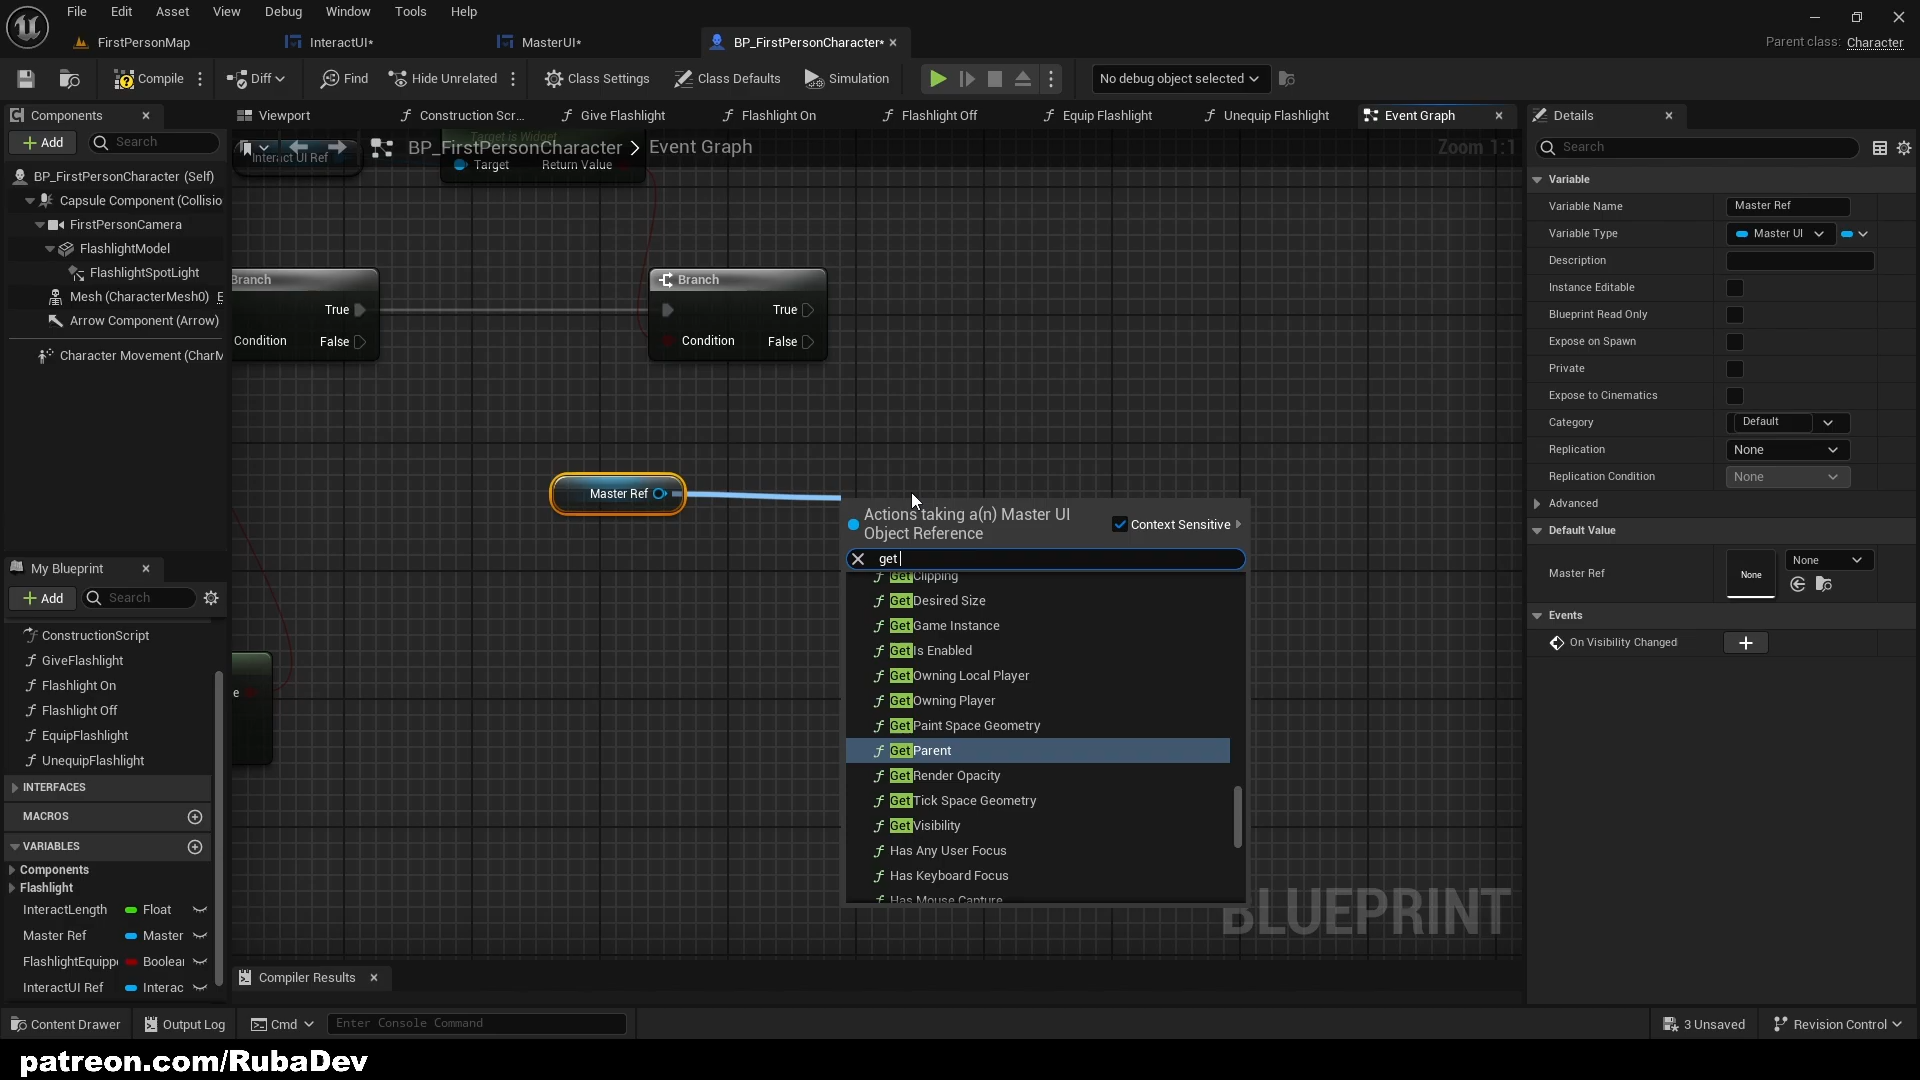 File Edit Asset View Debug Window Tools Help
FirstPersonMap InteractUI* MasterUI* BP_FirstPersonCharacter*
Parent class: Character
Compile Diff Find Hide Unrelated Class Settings Class Defaults Simulation No debug object selected
Components
Add Search
BP_FirstPersonCharacter (Self)
Capsule Component (Collisio
FirstPersonCamera
FlashlightModel
FlashlightSpotLight
Mesh (CharacterMesh0) E
Arrow Component (Arrow)
Character Movement (CharM
My Blueprint
Add Search
ConstructionScript
GiveFlashlight
Flashlight On
Flashlight Off
EquipFlashlight
UnequipFlashlight
INTERFACES
MACROS
VARIABLES
Components
Flashlight
InteractLength Float
Master Ref Master
FlashlightEquippe Boolear
InteractUI Ref Interac
Viewport Construction Scr... Give Flashlight Flashlight On Flashlight Off Equip Flashlight Unequip Flashlight Event Graph
BP_FirstPersonCharacter > Event Graph
Zoom 1:1
Target is Widget
Interact UI Ref
Target Return Value
Branch
True
Condition False
Branch
True
Condition False
Master Ref
e
Actions taking a(n) Master UI
Object Reference
Context Sensitive
get
Get Clipping
Get Desired Size
Get Game Instance
Get Is Enabled
Get Owning Local Player
Get Owning Player
Get Paint Space Geometry
Get Parent
Get Render Opacity
Get Tick Space Geometry
Get Visibility
Has Any User Focus
Has Keyboard Focus
Has Mouse Capture
BLUEPRINT
Compiler Results
Details
Search
Variable
Variable Name Master Ref
Variable Type Master UI
Description
Instance Editable
Blueprint Read Only
Expose on Spawn
Private
Expose to Cinematics
Category Default
Replication None
Replication Condition None
Advanced
Default Value
Master Ref None None
Events
On Visibility Changed
Content Drawer Output Log Cmd Enter Console Command
3 Unsaved Revision Control
patreon.com/RubaDev